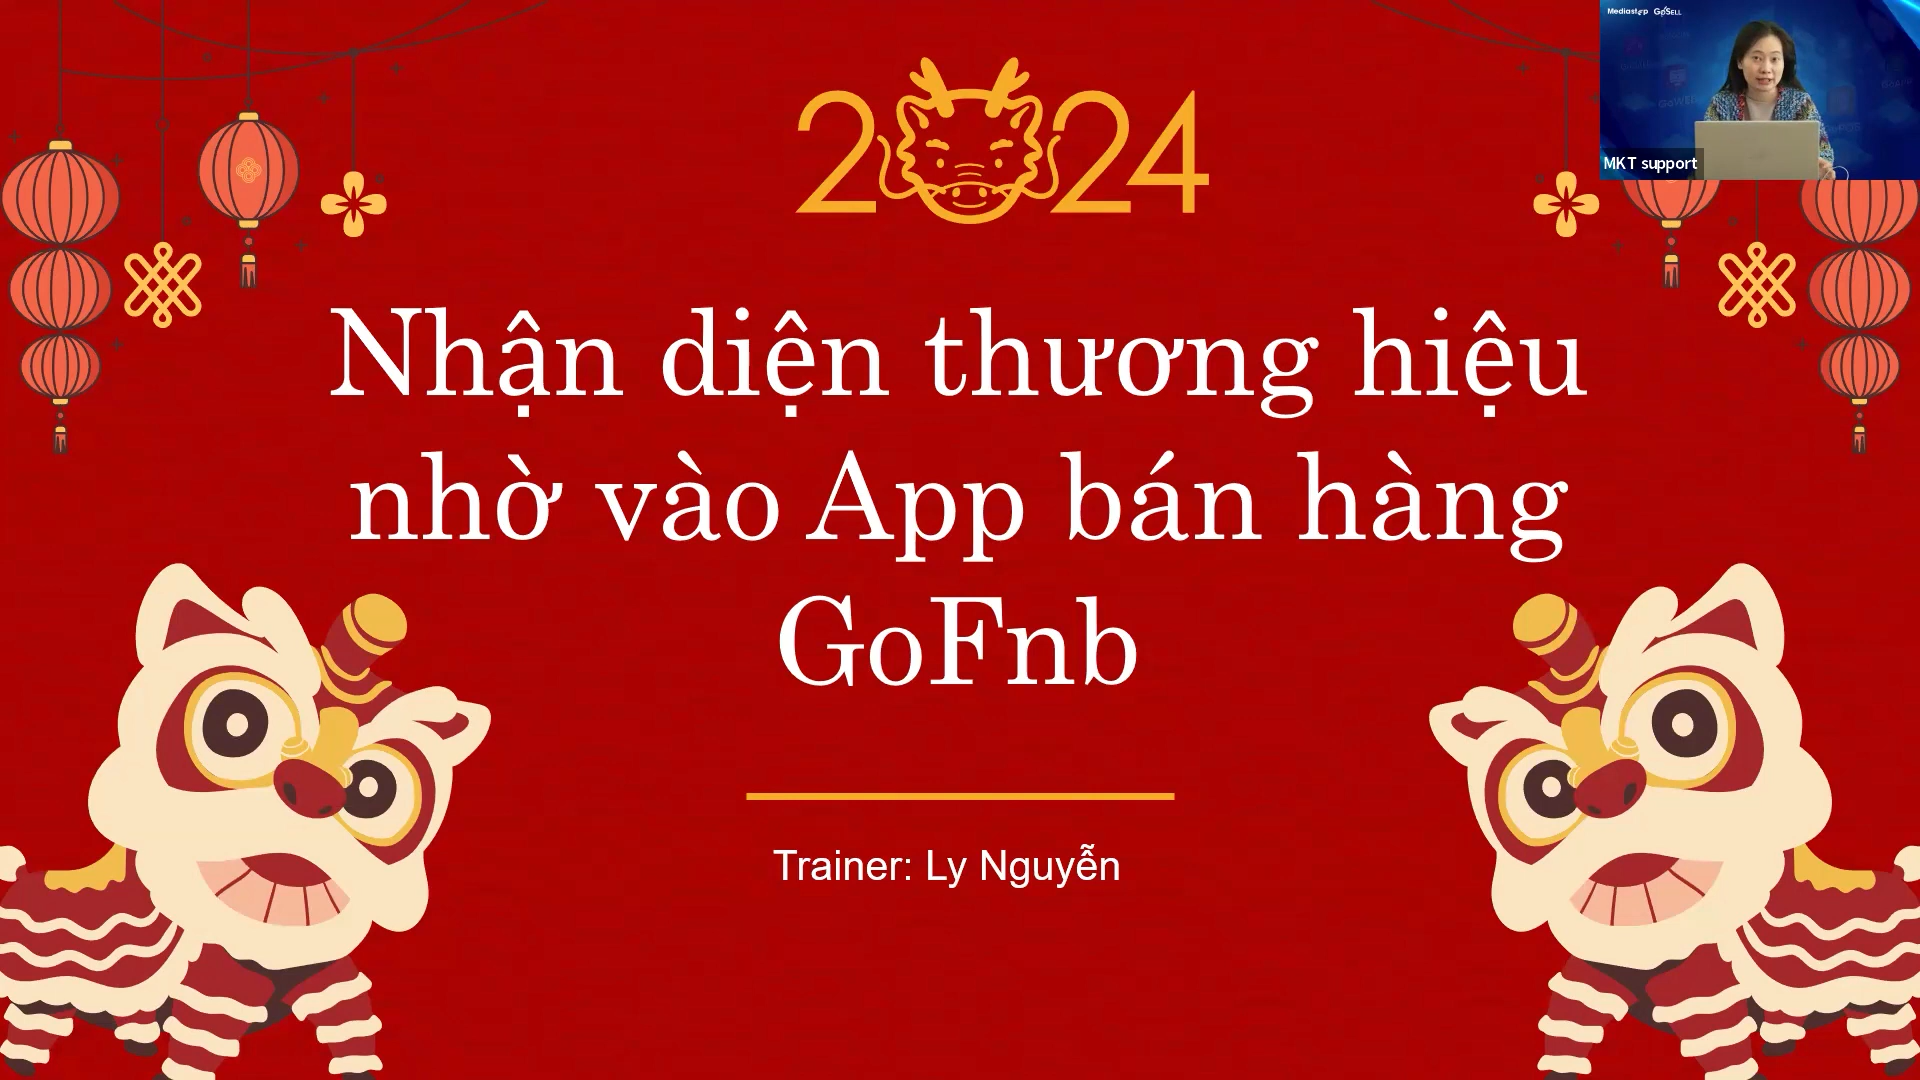 Mediastep GoSELL
MKT support
2024
Nhận diện thương hiệu
nhờ vào App bán hàng
GoFnb
Trainer: Ly Nguyễn